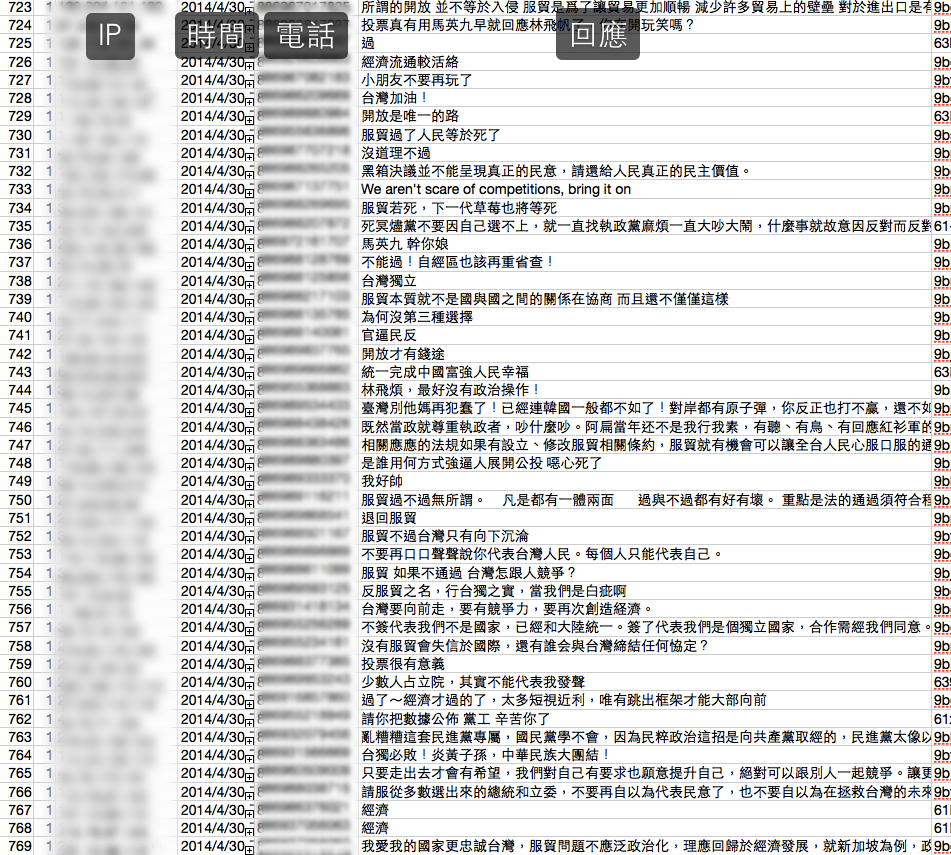 IP 時間 電話 回應
723 2014/4/30 所謂的開放 並不等於入侵 服貿是為了讓貿易更加順暢 減少許多貿易上的壁壘 對於進出口是 9b
724 投票真有用馬英九早就回應林飛帆了，你在開玩笑嗎？ 9b
725 過 63
726 2014/4/30 經濟流通較活絡 9b
727 2014/4/30 小朋友不要再玩了 9b
728 2014/4/30 台灣加油！ 9b
729 2014/4/30 開放是唯一的路 63
730 2014/4/30 服貿過了人民等於死了 9b
731 2014/4/30 沒道理不過 9b
732 2014/4/30 黑箱決議並不能呈現真正的民意，請還給人民真正的民主價值。 9b
733 2014/4/30 We aren't scare of competitions, bring it on 9b
734 2014/4/30 服貿若死，下一代草莓也將等死 9b
735 2014/4/30 死冥燼黨不要因自己選不上，就一直找執政黨麻煩一直大吵大鬧，什麼事就故意因反對而反對 61
736 2014/4/30 馬英九 幹你娘 9b
737 2014/4/30 不能過！自經區也該再重省查！ 9b
738 2014/4/30 台灣獨立 9b
739 2014/4/30 服貿本質就不是國與國之間的關係在協商 而且還不僅僅這樣 9b
740 2014/4/30 為何沒第三種選擇 9b
741 2014/4/30 官逼民反 9b
742 2014/4/30 開放才有錢途 9b
743 2014/4/30 統一完成中國富強人民幸福 63
744 2014/4/30 林飛煩，最好沒有政治操作！ 9b
745 2014/4/30 臺灣別他媽再犯蠢了！已經連韓國一般都不如了！對岸都有原子彈，你反正也打不贏，還不如 9b
746 2014/4/30 既然當政就尊重執政者，吵什麼吵。阿扁當年还不是我行我素，有聽、有鳥、有回應紅衫軍的 9b
747 2014/4/30 相關應應的法規如果有設立、修改服貿相關條約，服貿就有機會可以讓全台人民心服口服的通 9b
748 2014/4/30 是誰用何方式強逼人展開公投 噁心死了 9b
749 2014/4/30 我好帥 9b
750 2014/4/30 服貿過不過無所謂。 凡是都有一體兩面 過與不過都有好有壞。 重點是法的通過須符合程 9b
751 2014/4/30 退回服貿 9b
752 2014/4/30 服貿不過台灣只有向下沉淪 9b
753 2014/4/30 不要再口口聲聲說你代表台灣人民。每個人只能代表自己。 9b
754 2014/4/30 服貿 如果不通過 台灣怎跟人競爭？ 9b
755 2014/4/30 反服貿之名，行台獨之實，當我們是白疵啊 9b
756 2014/4/30 台灣要向前走，要有競爭力，要再次創造経濟。 9b
757 2014/4/30 不簽代表我們不是國家，已經和大陸統一。簽了代表我們是個獨立國家，合作需經我們同意。 9b
758 2014/4/30 沒有服貿會失信於國際，還有誰會與台灣締結任何恊定？ 9b
759 2014/4/30 投票很有意義 9b
760 2014/4/30 少數人占立院，其實不能代表我發聲 63
761 2014/4/30 過了～經濟才過的了，太多短視近利，唯有跳出框架才能大部向前 9b
762 2014/4/30 請你把數據公佈 黨工 辛苦你了 61
763 2014/4/30 亂糟糟這套民進黨專屬，國民黨學不會，因為民粹政治這招是向共產黨取經的，民進黨太像以 9b
764 2014/4/30 台獨必敗！炎黃子孫，中華民族大團結！ 9b
765 2014/4/30 只要走出去才會有希望，我們對自己有要求也願意提升自己，絕對可以跟別人一起競爭。讓更 9b
766 2014/4/30 請服從多數選出來的總統和立委，不要再自以為代表民意了，也不要自以為在拯救台灣的未來 9b
767 2014/4/30 經濟 61
768 2014/4/30 經濟 61
769 2014/4/30 我愛我的國家更忠誠台灣，服貿問題不應泛政治化，理應回歸於經濟發展，就新加坡為例，政 9b